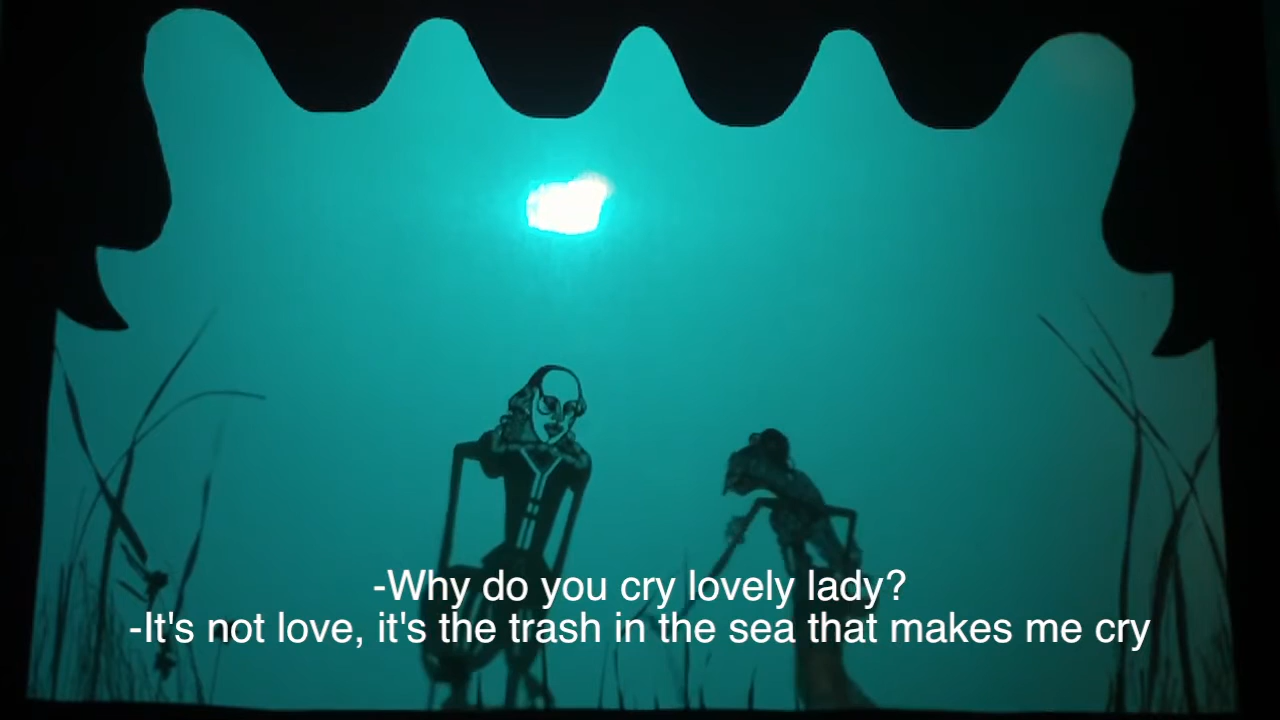 -Why do you cry lovely lady?
-It's not love, it's the trash in the sea that makes me cry